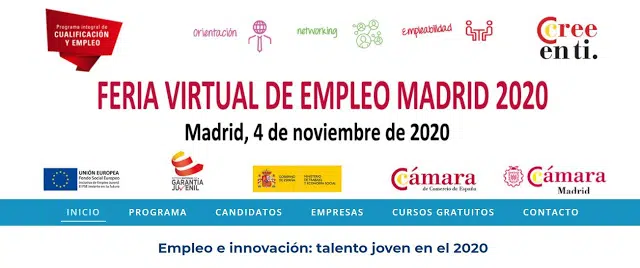 Programa integral de
CUALIFICACIÓN
Y EMPLEO
orientación
networking
Empleabilidad
Ccree
en ti.
FERIA VIRTUAL DE EMPLEO MADRID 2020
Madrid, 4 de noviembre de 2020
UNIÓN EUROPEA
Fondo Social Europeo
GARANTÍA
JUVENIL
GOBIERNO
DE ESPAÑA
MINISTERIO
DE TRABAJO
Y ECONOMÍA SOCIAL
Cámara
de Comercio de España
Cámara
Madrid
INICIO PROGRAMA CANDIDATOS EMPRESAS CURSOS GRATUITOS CONTACTO
Empleo e innovación: talento joven en el 2020